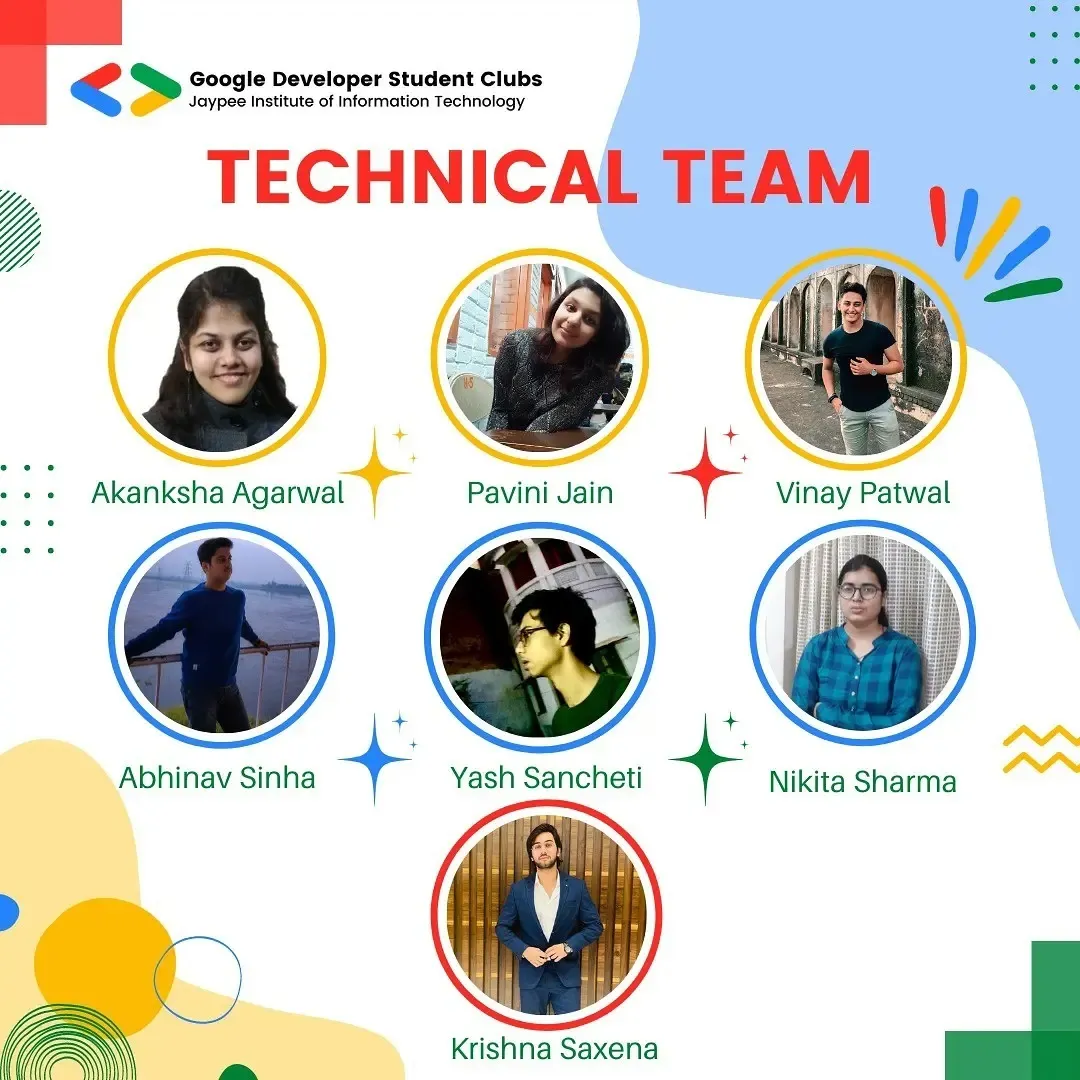 Google Developer Student Clubs
Jaypee Institute of Information Technology
TECHNICAL TEAM
M-5
Akanksha Agarwal
Pavini Jain
Vinay Patwal
Abhinav Sinha
Yash Sancheti
Nikita Sharma
Krishna Saxena